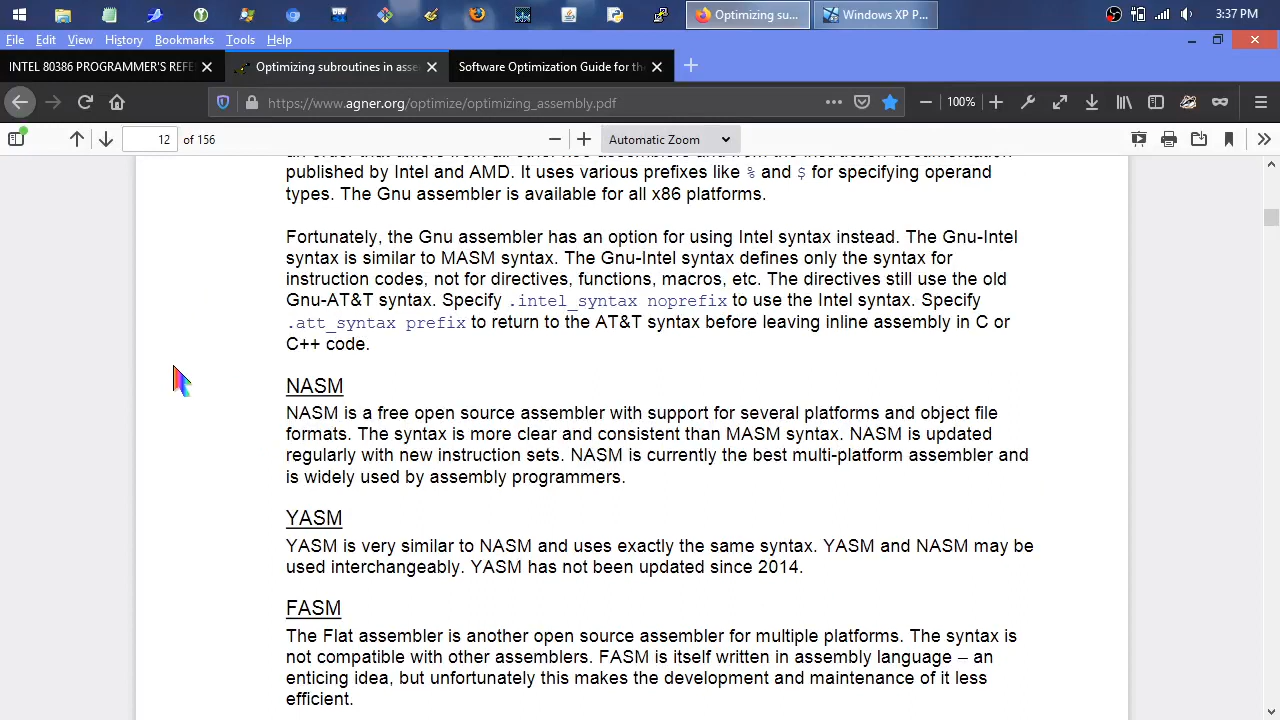 Optimizing su...
Windows XP P...
3:37 PM
File Edit View History Bookmarks Tools Help
INTEL 80386 PROGRAMMER'S REFE
Optimizing subroutines in asse
Software Optimization Guide for th
https://www.agner.org/optimize/optimizing_assembly.pdf
100%
12 of 156
Automatic Zoom
published by Intel and AMD. It uses various prefixes like % and $ for specifying operand
types. The Gnu assembler is available for all x86 platforms.
Fortunately, the Gnu assembler has an option for using Intel syntax instead. The Gnu-Intel
syntax is similar to MASM syntax. The Gnu-Intel syntax defines only the syntax for
instruction codes, not for directives, functions, macros, etc. The directives still use the old
Gnu-AT&T syntax. Specify .intel_syntax noprefix to use the Intel syntax. Specify
.att_syntax prefix to return to the AT&T syntax before leaving inline assembly in C or
C++ code.
NASM
NASM is a free open source assembler with support for several platforms and object file
formats. The syntax is more clear and consistent than MASM syntax. NASM is updated
regularly with new instruction sets. NASM is currently the best multi-platform assembler and
is widely used by assembly programmers.
YASM
YASM is very similar to NASM and uses exactly the same syntax. YASM and NASM may be
used interchangeably. YASM has not been updated since 2014.
FASM
The Flat assembler is another open source assembler for multiple platforms. The syntax is
not compatible with other assemblers. FASM is itself written in assembly language – an
enticing idea, but unfortunately this makes the development and maintenance of it less
efficient.